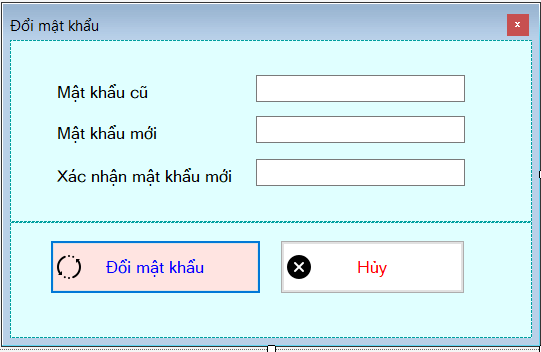 Đổi mật khẩu
Mật khẩu cũ
Mật khẩu mới
Xác nhận mật khẩu mới
Đổi mật khẩu
Hủy